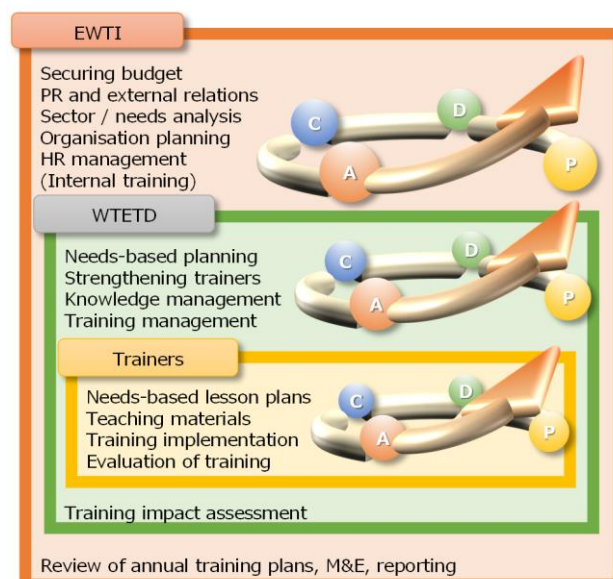 EWTI
Securing budget
PR and external relations
Sector / needs analysis
Organisation planning
HR management
(Internal training)
C
D
A
P
WTETD
Needs-based planning
Strengthening trainers
Knowledge management
Training management
C
D
A
P
Trainers
Needs-based lesson plans
Teaching materials
Training implementation
Evaluation of training
C
D
A
P
Training impact assessment
Review of annual training plans, M&E, reporting